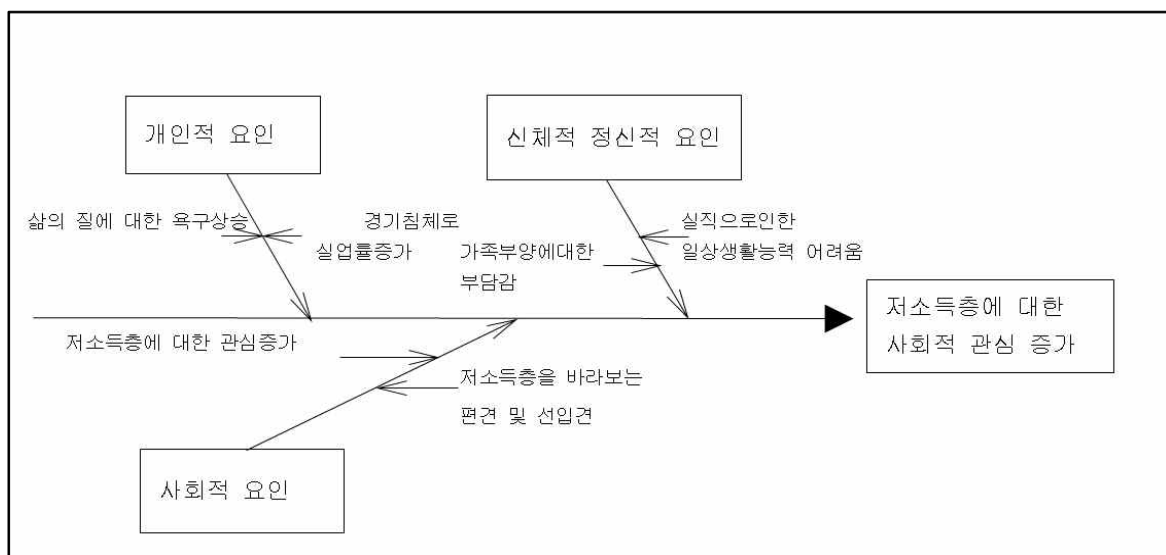 개인적 요인
신체적 정신적 요인
삶의 질에 대한 욕구상승
경기침체로
실업률증가
가족부양에대한
부담감
실직으로인한
일상생활능력 어려움
저소득층에 대한
사회적 관심 증가
저소득층에 대한 관심증가
저소득층을 바라보는
편견 및 선입견
사회적 요인